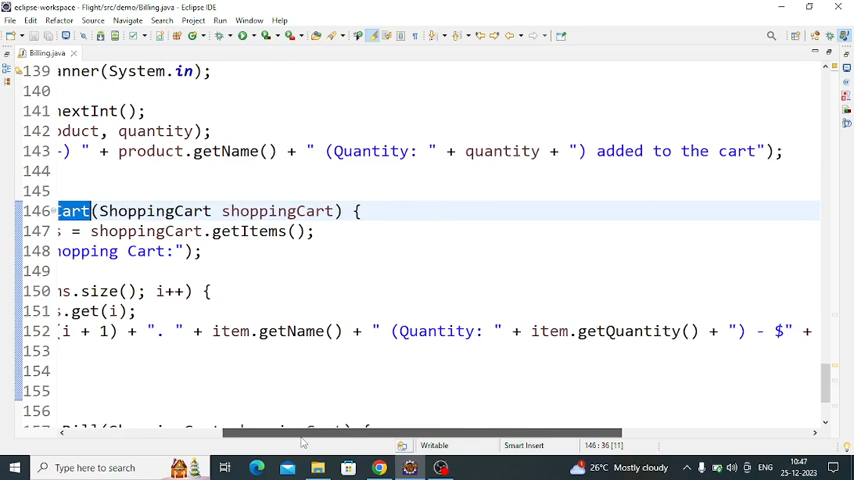 eclipse-workspace - Flight/src/demo/Billing.java - Eclipse IDE
File Edit Refactor Source Navigate Search Project Run Window Help
Billing.java
139 anner(System.in);
140
141 nextInt();
142 oduct, quantity);
143 +) " + product.getName() + " (Quantity: " + quantity + ") added to the cart");
144
145
146 Cart(ShoppingCart shoppingCart) {
147 s = shoppingCart.getItems();
148 hopping Cart:");
149
150 ms.size(); i++) {
151 s.get(i);
152 (i + 1) + ". " + item.getName() + " (Quantity: " + item.getQuantity() + ") - $" +
153
154
155
156
Writable Smart Insert 146 : 36 [11]
Type here to search
26°C Mostly cloudy
ENG
10:47
25-12-2023